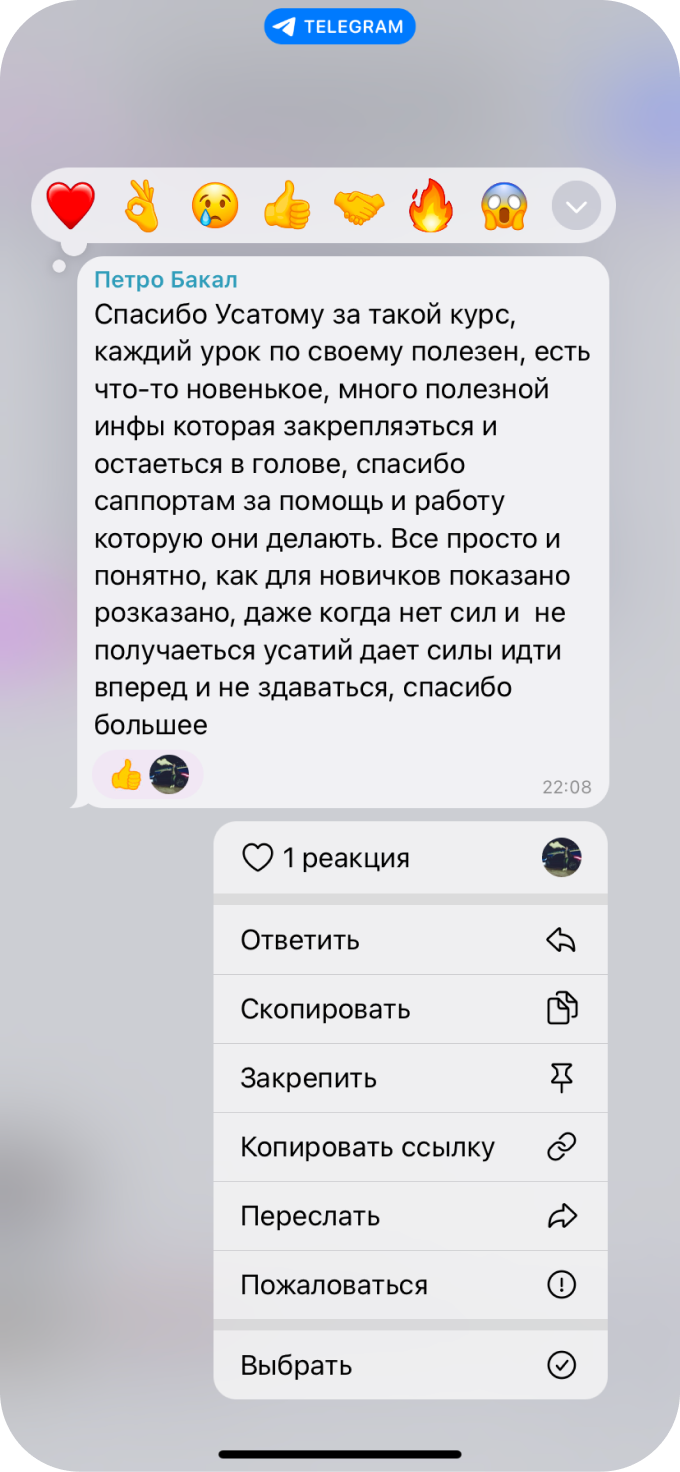 TELEGRAM
Петро Бакал
Спасибо Усатому за такой курс,
каждий урок по своему полезен, есть
что-то новенькое, много полезной
инфы которая закрепляэться и
остаеться в голове, спасибо
саппортам за помощь и работу
которую они делають. Все просто и
понятно, как для новичков показано
розказано, даже когда нет сил и  не
получаеться усатий дает силы идти
вперед и не здаваться, спасибо
большее
22:08
1 реакция
Ответить
Скопировать
Закрепить
Копировать ссылку
Переслать
Пожаловаться
Выбрать